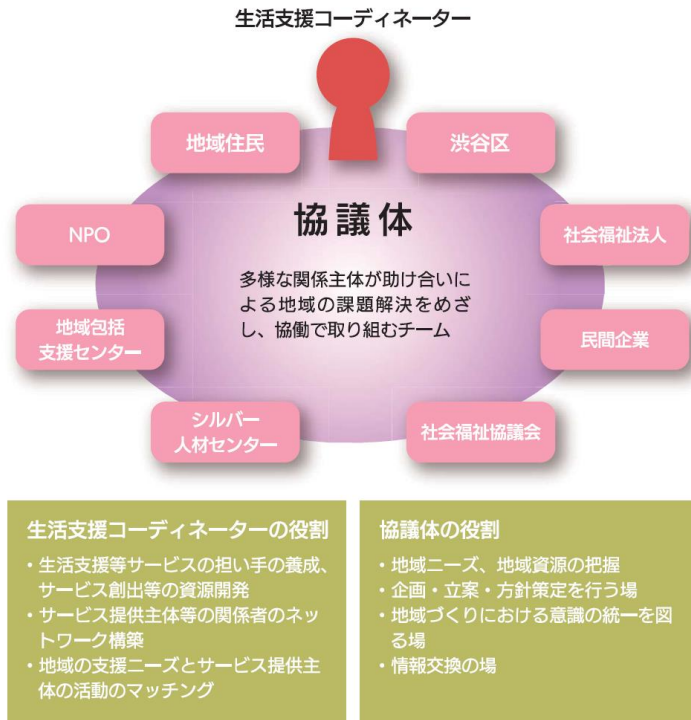 生活支援コーディネーター
地域住民
渋谷区
NPO
協議体
社会福祉法人
多様な関係主体が助け合いに
よる地域の課題解決をめざ
し、協働で取り組むチーム
地域包括
支援センター
民間企業
シルバー
人材センター
社会福祉協議会
生活支援コーディネーターの役割
・生活支援等サービスの担い手の養成、
サービス創出等の資源開発
・サービス提供主体等の関係者のネッ
トワーク構築
・地域の支援ニーズとサービス提供主
体の活動のマッチング
協議体の役割
・地域ニーズ、地域資源の把握
・企画・立案・方針策定を行う場
・地域づくりにおける意識の統一を図
る場
・情報交換の場